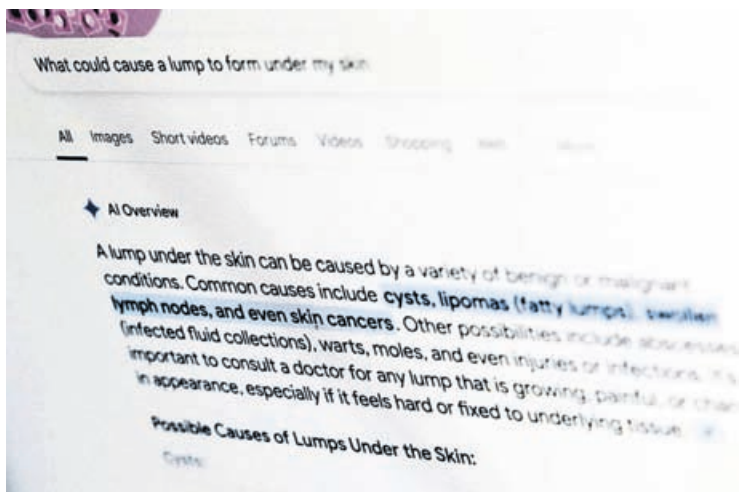 What could cause a lump to form under my skin
All Images Short videos Forums Videos Shopping
AI Overview
A lump under the skin can be caused by a variety of benign or malignant
conditions. Common causes include cysts, lipomas (fatty lumps), swollen
lymph nodes, and even skin cancers. Other possibilities include abscesses
(infected fluid collections), warts, moles, and even injuries or infections. It's
important to consult a doctor for any lump that is growing, painful, or
in appearance, especially if it feels hard or fixed to underlying tissue.
Possible Causes of Lumps Under the Skin:
Cysts: